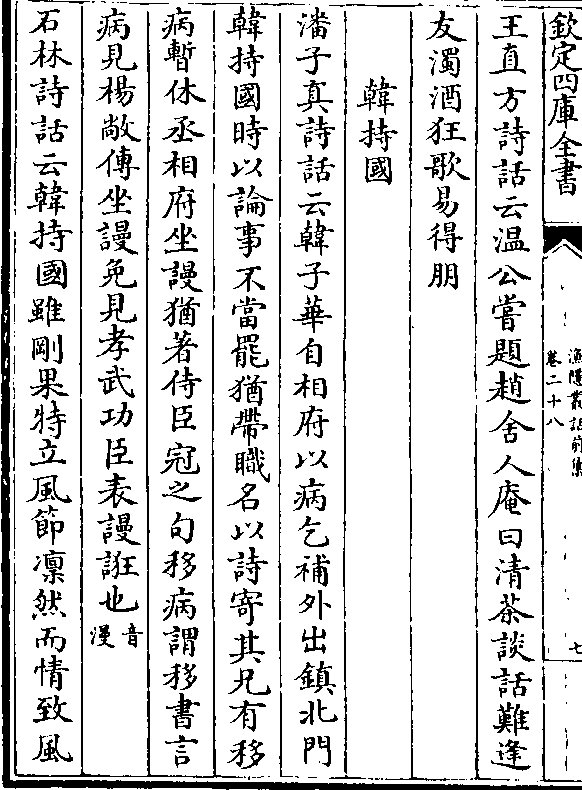 欽定四庫全書
漁隱叢話前集
卷二十八
七
王直方詩話云温公嘗題趙舍人庵曰清茶談話難逢
友濁酒狂歌易得朋
韓持國
潘子真詩話云韓子華自相府以病乞補外出鎮北門
韓持國時以論事不當罷猶帶職名以詩寄其兄有移
病暫休丞相府坐謾猶著侍臣冠之句移病謂移書言
病見楊敞傳坐謾免見孝武功臣表謾誑也音漫
石林詩話云韓持國雖剛果特立風節凛然而情致風